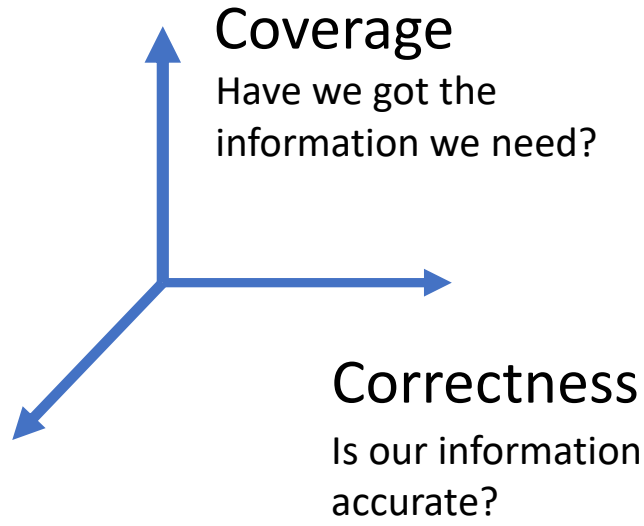 Coverage
Have we got the
information we need?
Correctness
Is our information
accurate?